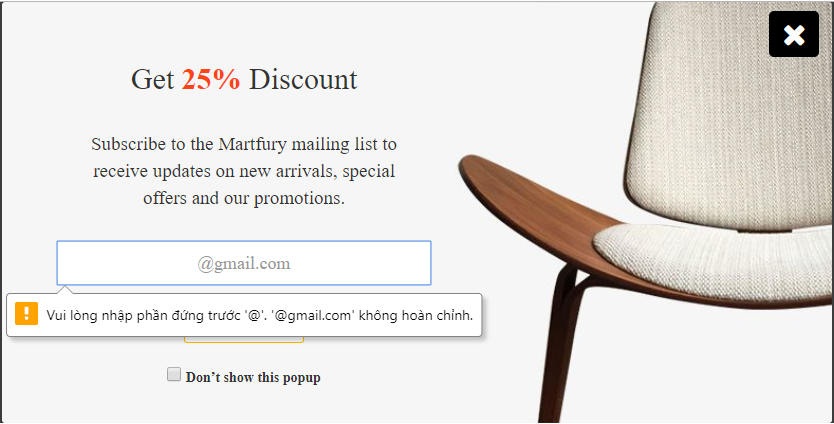 Get 25% Discount
Subscribe to the Martfury mailing list to
receive updates on new arrivals, special
offers and our promotions.
@gmail.com
Vui lòng nhập phần đứng trước '@'. '@gmail.com' không hoàn chỉnh.
Don’t show this popup